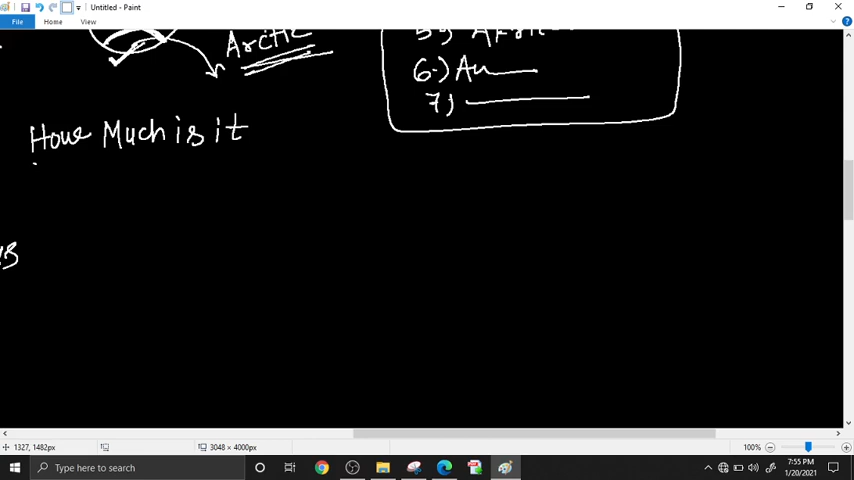 Untitled - Paint
File Home View
Arctic
6.) Au
7.)
How Much is it
1327, 1482px
3048 × 4000px
100%
Type here to search
7:55 PM
1/20/2021